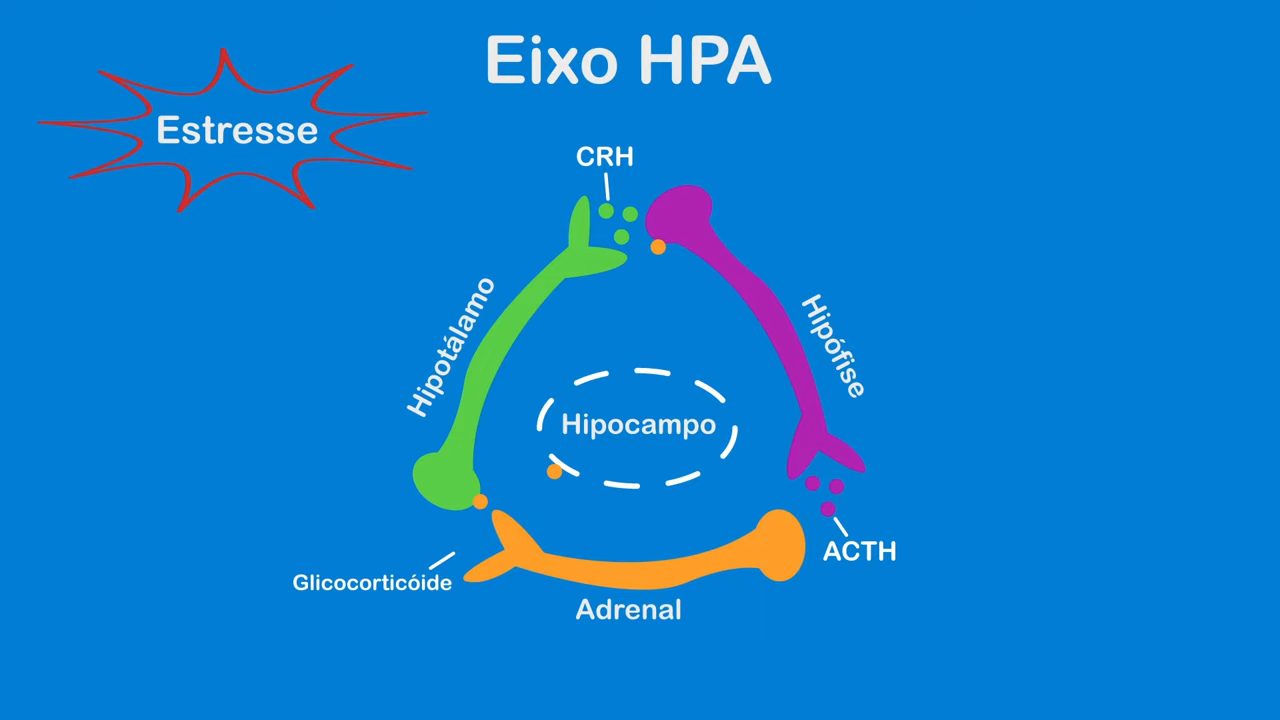 Eixo HPA
Estresse
CRH
Hipotálamo
Hipófise
Hipocampo
ACTH
Glicocorticóide
Adrenal